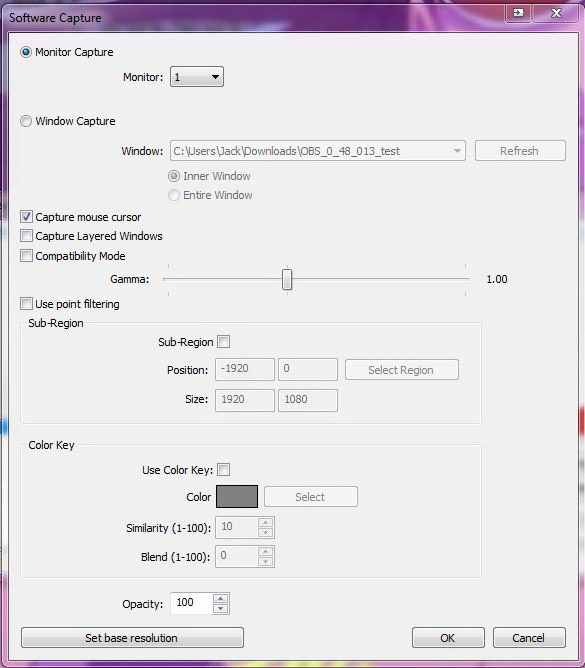 Software Capture
Monitor Capture
Monitor: 1
Window Capture
Window: C:\Users\Jack\Downloads\OBS_0_48_013_test Refresh
Inner Window
Entire Window
Capture mouse cursor
Capture Layered Windows
Compatibility Mode
Gamma: 1.00
Use point filtering
Sub-Region
Sub-Region
Position: -1920 0 Select Region
Size: 1920 1080
Color Key
Use Color Key:
Color Select
Similarity (1-100): 10
Blend (1-100): 0
Opacity: 100
Set base resolution OK Cancel